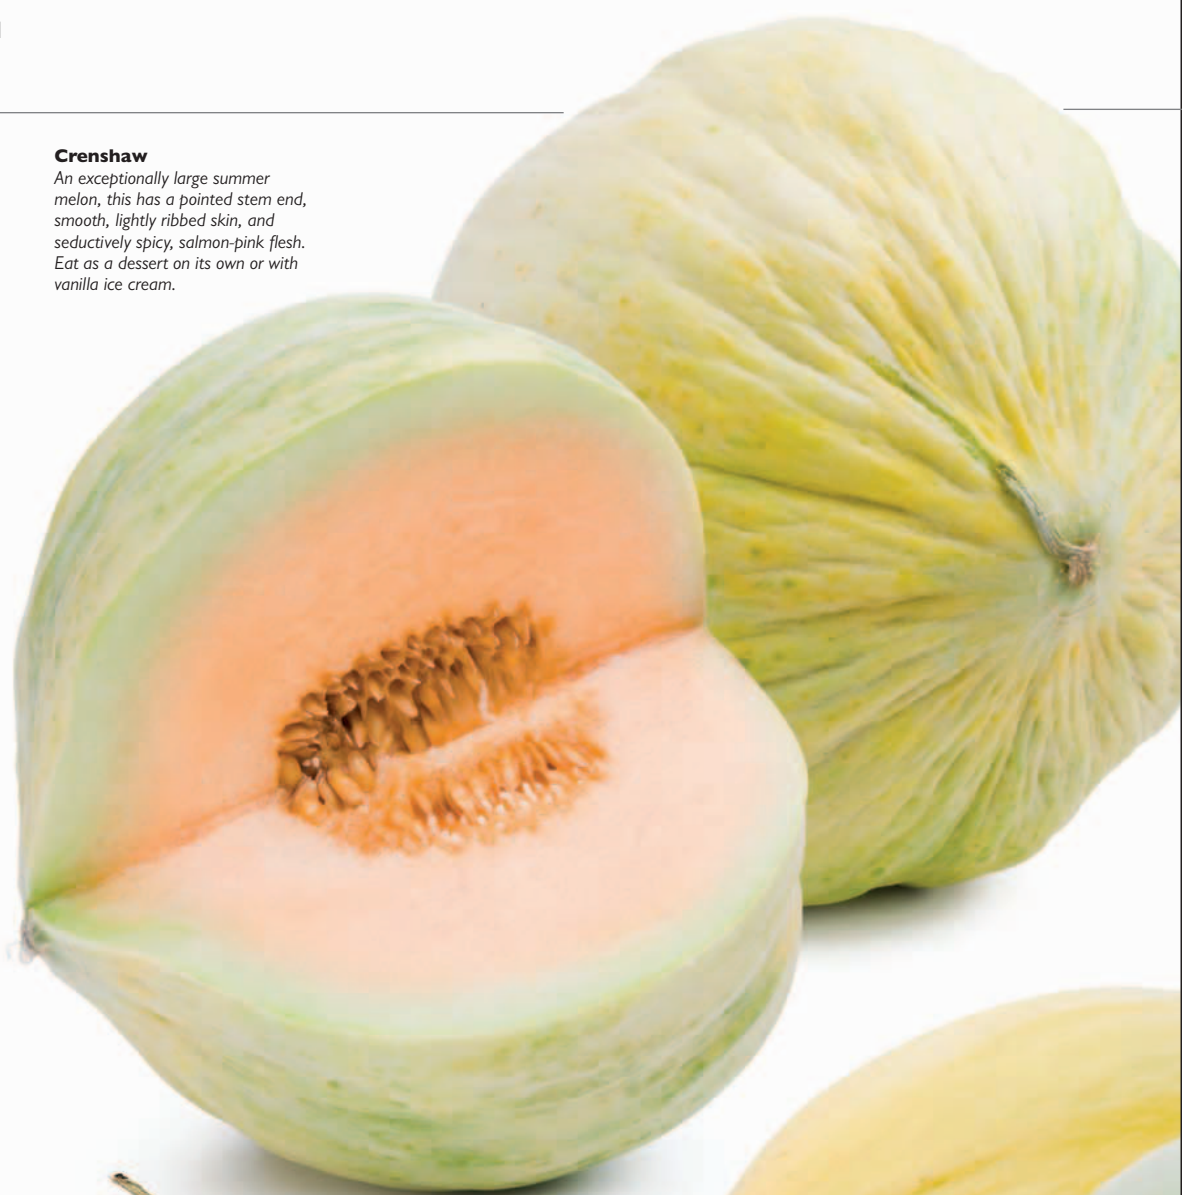 Crenshaw
An exceptionally large summer
melon, this has a pointed stem end,
smooth, lightly ribbed skin, and
seductively spicy, salmon-pink flesh.
Eat as a dessert on its own or with
vanilla ice cream.